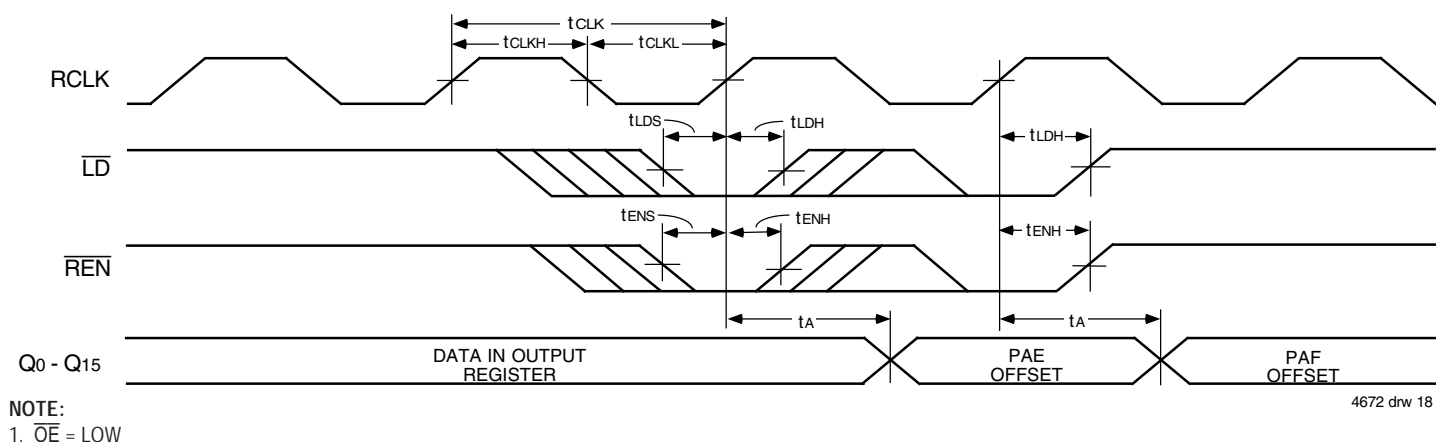 tCLK
tCLKH tCLKL
RCLK
tLDS tLDH tLDH
LD
tENS tENH tENH
REN
tA tA
Q0 - Q15 DATA IN OUTPUT REGISTER PAE OFFSET PAF OFFSET
4672 drw 18
NOTE:
1. OE = LOW